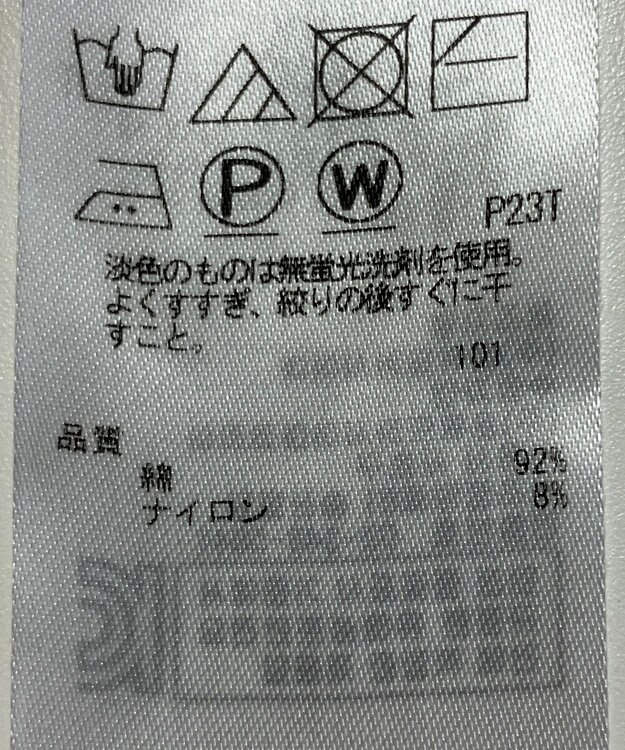 P
W
P23T
淡色のものは無蛍光洗剤を使用。
よくすすぎ、絞りの後すぐに干
すこと。
101
品質
綿 92%
ナイロン 8%